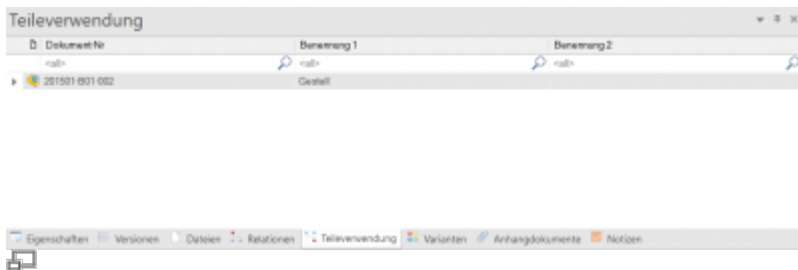 Teileverwendung
Dokument-Nr Benennung 1 Benennung 2
<all> <all> <all>
201501-B01-002 Gestell
Eigenschaften Versionen Dateien Relationen Teileverwendung Varianten Anhangdokumente Notizen